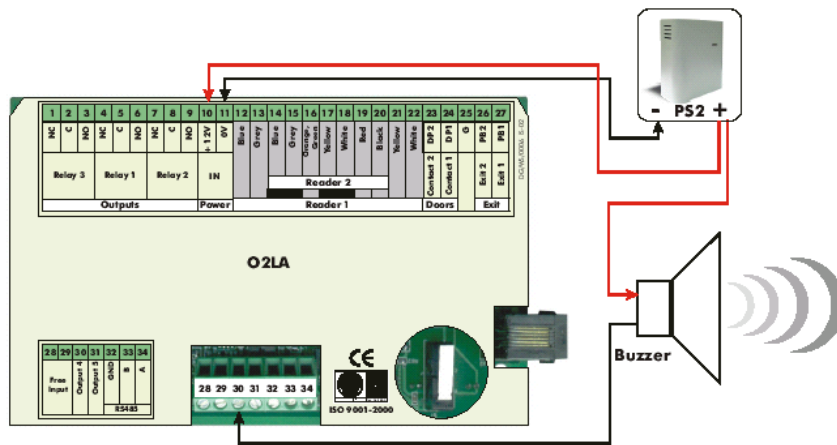 - PS2 +
1 2 3 4 5 6 7 8 9 10 11 12 13 14 15 16 17 18 19 20 21 22 23 24 25 26 27
NC C NO NC C NO NC C NO + 12V 0V Blue Grey Blue Grey Orange, Green Yellow White Red Black Yellow White DP2 DP1 G PB2 PB1
Relay 3 Relay 1 Relay 2 IN Reader 2 Contact 2 Contact 1 Exit 2 Exit 1
Outputs Power Reader 1 Doors Exit
O2LA
28 29 30 31 32 33 34
Free Input Output 4 Output 5 GND B A
RS485
28 29 30 31 32 33 34
CE
ISO 9001-2000
Buzzer